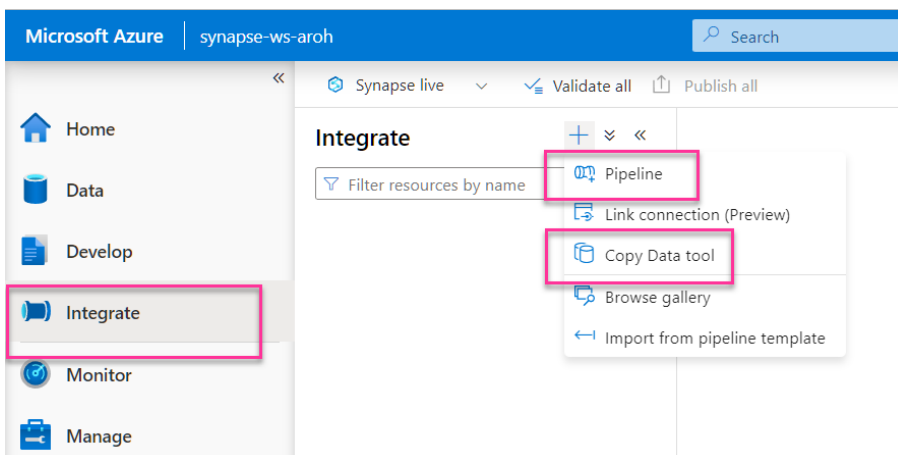 Microsoft Azure synapse-ws-aroh Search
Synapse live Validate all Publish all
Home
Data
Develop
Integrate
Monitor
Manage
Integrate
Filter resources by name
Pipeline
Link connection (Preview)
Copy Data tool
Browse gallery
Import from pipeline template